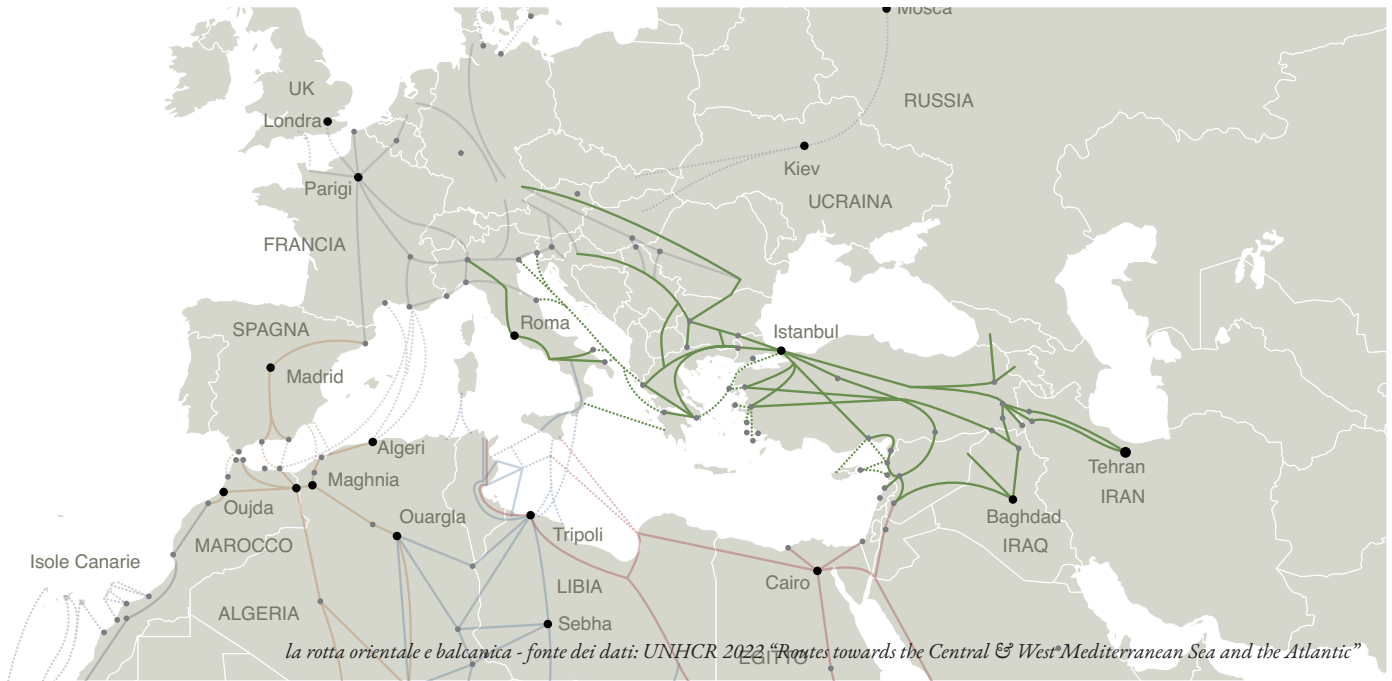 Mosca
UK
RUSSIA
Londra
Kiev
Parigi
UCRAINA
FRANCIA
Roma
SPAGNA
Istanbul
Madrid
Algeri
Tehran
Maghnia
IRAN
Oujda
Ouargla
Baghdad
Tripoli
MAROCCO
IRAQ
Isole Canarie
Cairo
LIBIA
ALGERIA
Sebha
la rotta orientale e balcanica - fonte dei dati: UNHCR 2022 “Routes towards the Central & West Mediterranean Sea and the Atlantic”
EGITTO